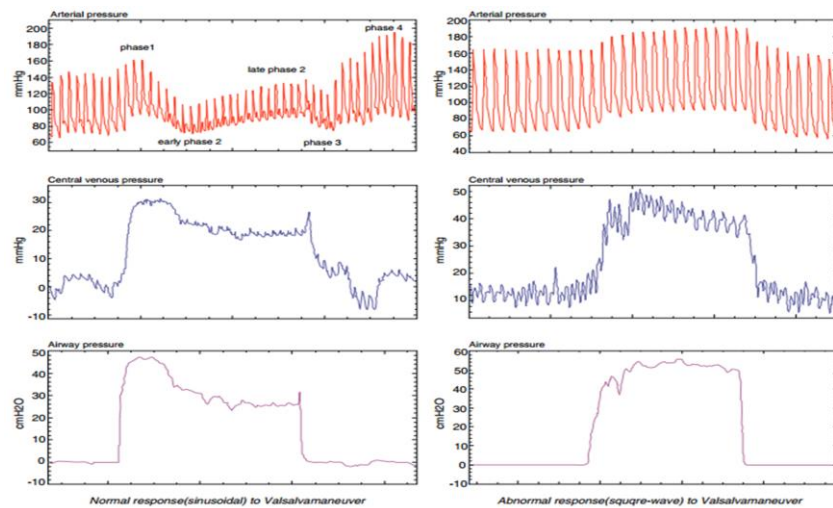 Arterial pressure
200
180
160
140
120
100
80
60
mmHg
phase1
early phase 2
late phase 2
phase 3
phase 4
Central venous pressure
30
20
10
0
-10
mmHg
Airway pressure
50
40
30
20
10
0
-10
cmH2O
Normal response(sinusoidal) to Valsalvamaneuver
Arterial pressure
200
180
160
140
120
100
80
60
40
mmHg
Central venous pressure
50
40
30
20
10
mmHg
Airway pressure
60
50
40
30
20
10
0
-10
cmH2O
Abnormal response(squqre-wave) to Valsalvamaneuver